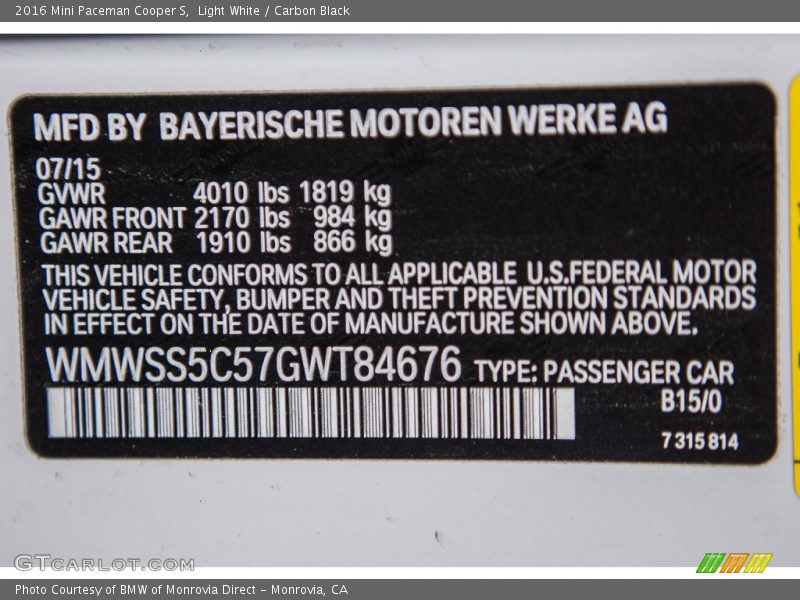 2016 Mini Paceman Cooper S, Light White / Carbon Black
MFD BY BAYERISCHE MOTOREN WERKE AG
07/15
GVWR 4010 lbs 1819 kg
GAWR FRONT 2170 lbs 984 kg
GAWR REAR 1910 lbs 866 kg
THIS VEHICLE CONFORMS TO ALL APPLICABLE U.S.FEDERAL MOTOR
VEHICLE SAFETY, BUMPER AND THEFT PREVENTION STANDARDS
IN EFFECT ON THE DATE OF MANUFACTURE SHOWN ABOVE.
WMWSS5C57GWT84676 TYPE: PASSENGER CAR
B15/0
7 315 814
GTCARLOT.COM
Photo Courtesy of BMW of Monrovia Direct - Monrovia, CA